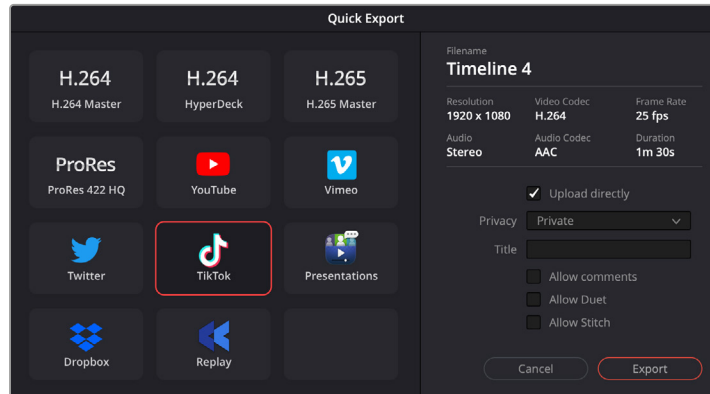 Quick Export
H.264
H.264 Master
H.264
HyperDeck
H.265
H.265 Master
ProRes
ProRes 422 HQ
YouTube
Vimeo
Twitter
TikTok
Presentations
Dropbox
Replay
Filename
Timeline 4
Resolution Video Codec Frame Rate
1920 x 1080 H.264 25 fps
Audio Audio Codec Duration
Stereo AAC 1m 30s
Upload directly
Privacy Private
Title
Allow comments
Allow Duet
Allow Stitch
Cancel Export